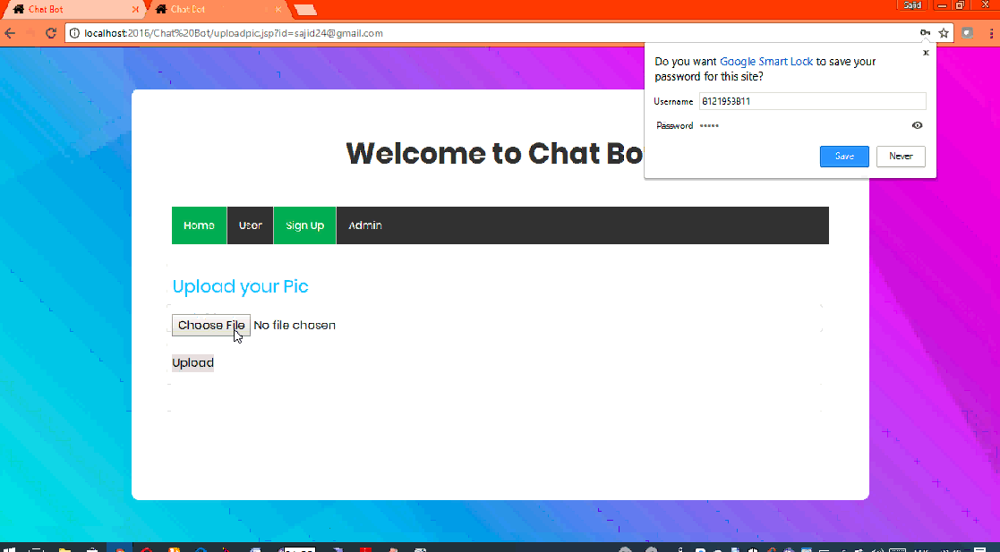 Chat Bot
Chat Bot
Sajid
localhost:2016/Chat%20Bot/uploadpic.jsp?id=sajid24@gmail.com
Do you want Google Smart Lock to save your
password for this site?
Username 8121953811
Password •••••
Save Never
Welcome to Chat Bo
Home User Sign Up Admin
Upload your Pic
Choose File No file chosen
Upload